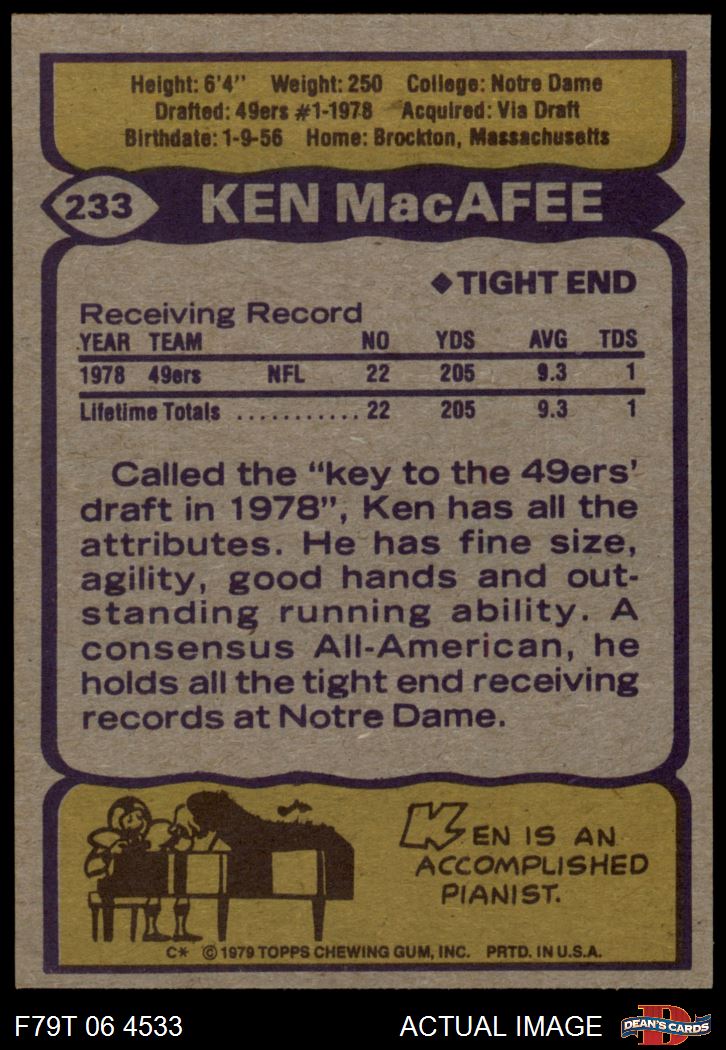 Height: 6'4" Weight: 250 College: Notre Dame
Drafted: 49ers #1-1978 Acquired: Via Draft
Birthdate: 1-9-56 Home: Brockton, Massachusetts
233 KEN MacAFEE
◆TIGHT END
Receiving Record
YEAR TEAM NO YDS AVG TDS
1978 49ers NFL 22 205 9.3 1
Lifetime Totals ........... 22 205 9.3 1
Called the "key to the 49ers'
draft in 1978", Ken has all the
attributes. He has fine size,
agility, good hands and out-
standing running ability. A
consensus All-American, he
holds all the tight end receiving
records at Notre Dame.
KEN IS AN
ACCOMPLISHED
PIANIST.
C* © 1979 TOPPS CHEWING GUM, INC. PRTD. IN U.S.A.
F79T 06 4533 ACTUAL IMAGE D DEAN'S CARDS